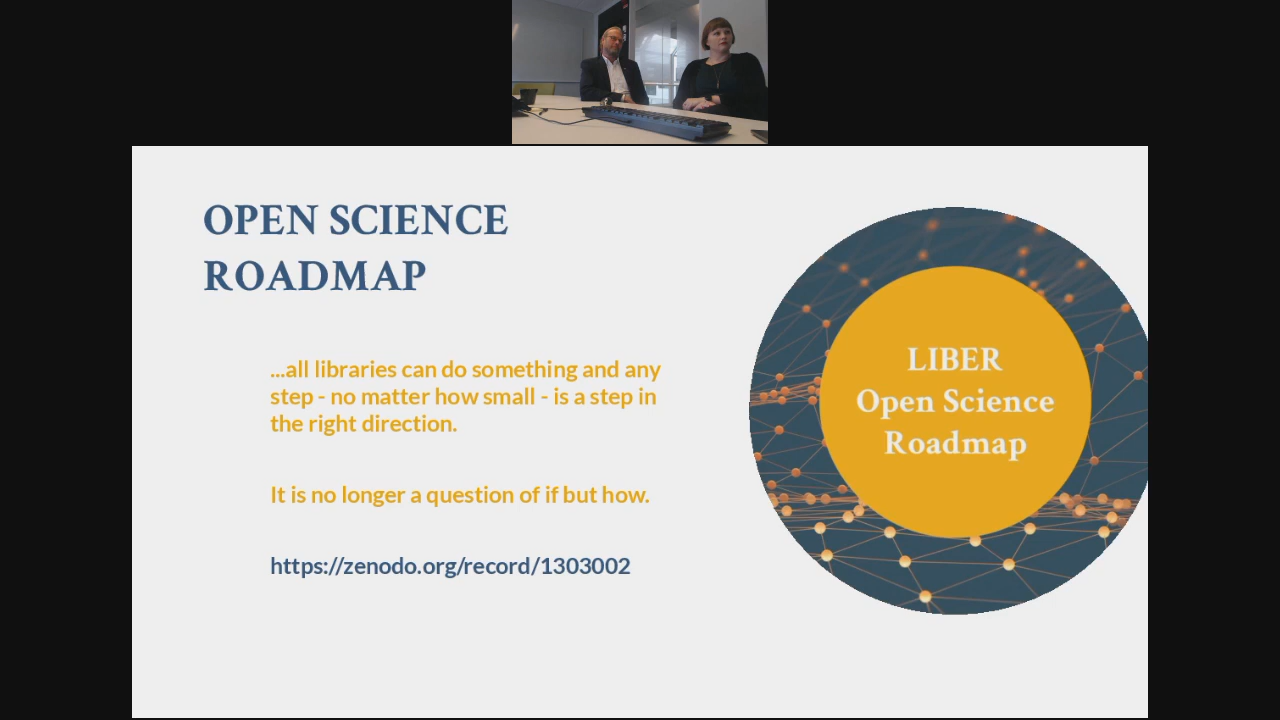 OPEN SCIENCE
ROADMAP
...all libraries can do something and any
step - no matter how small - is a step in
the right direction.
It is no longer a question of if but how.
https://zenodo.org/record/1303002
LIBER
Open Science
Roadmap